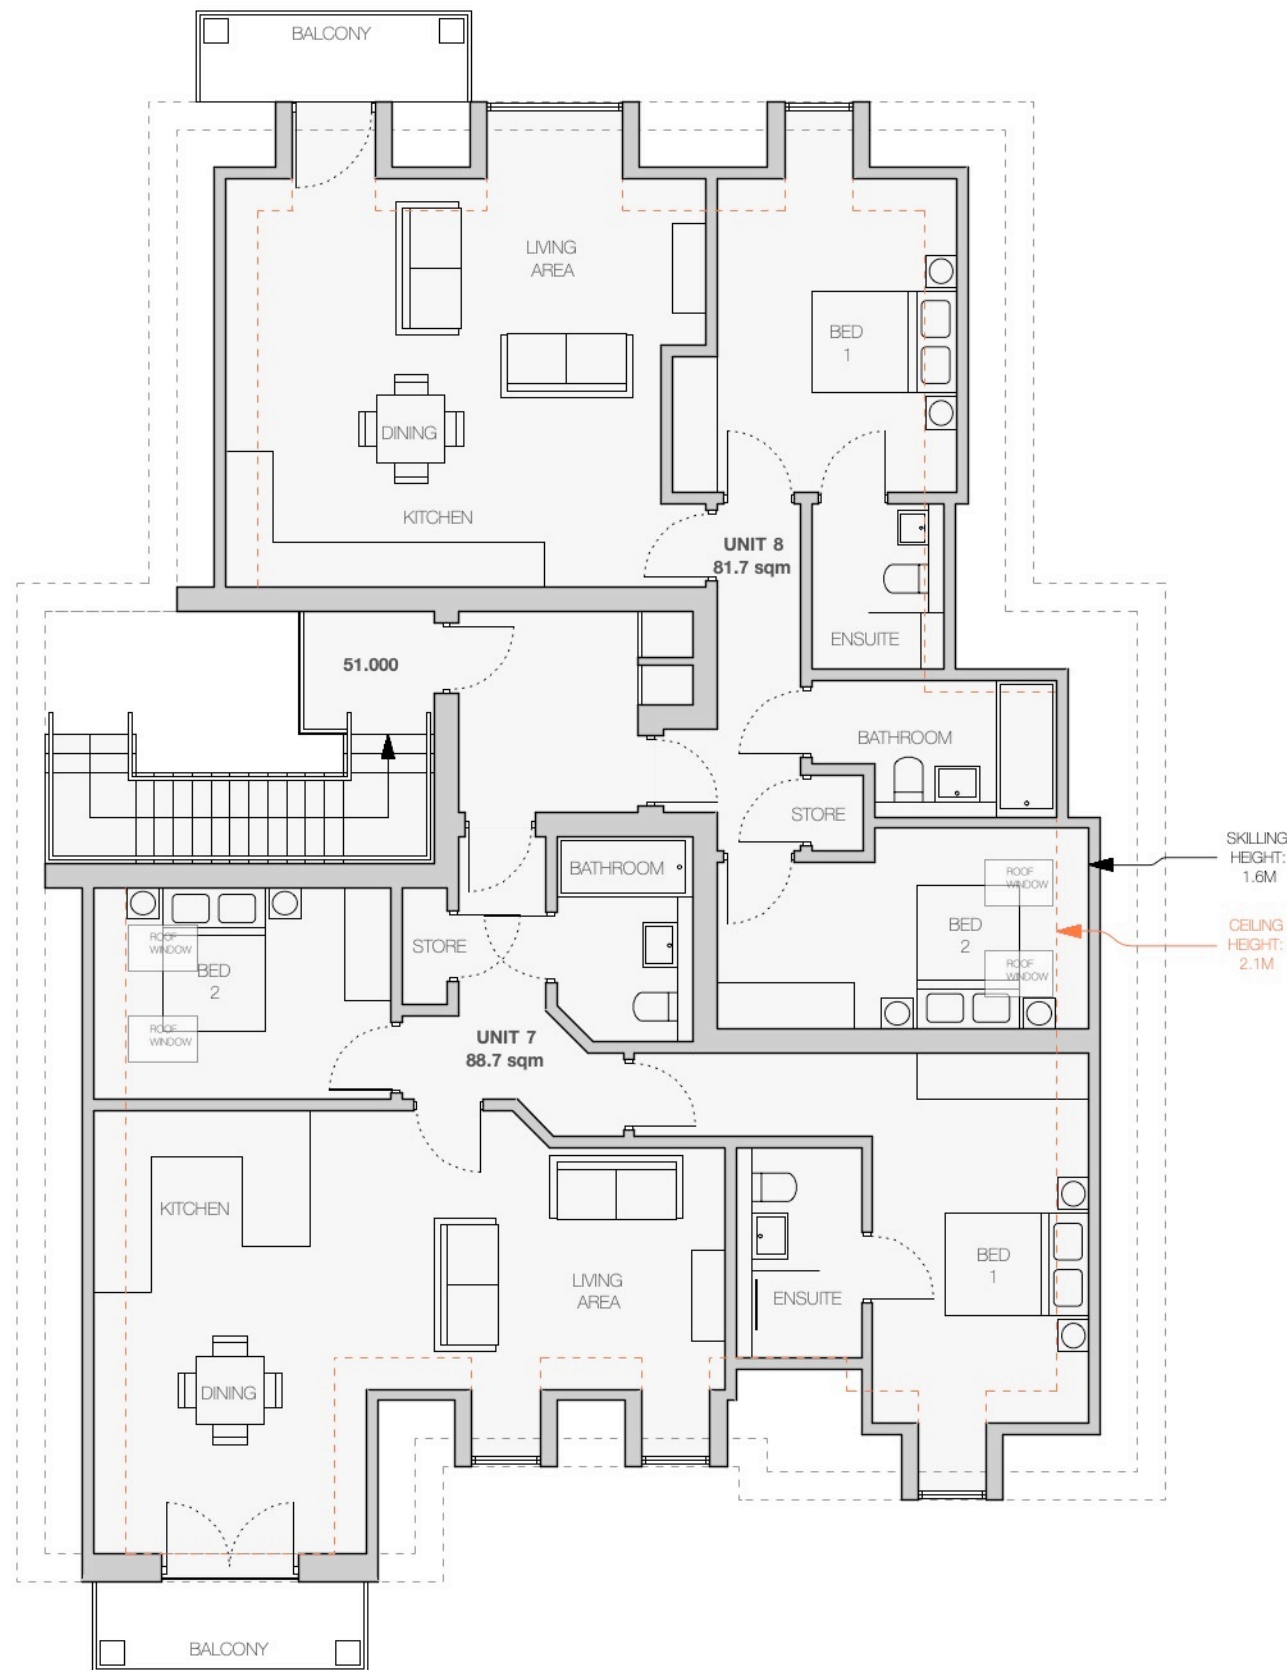 BALCONY
LIVING
AREA
BED
1
DINING
KITCHEN
UNIT 8
81.7 sqm
ENSUITE
51.000
BATHROOM
STORE
SKILLING
HEIGHT:
1.6M
BATHROOM
ROOF
WINDOW
BED
2
CEILING
HEIGHT:
2.1M
ROOF
WINDOW
STORE
ROOF
WINDOW
BED
2
ROOF
WINDOW
UNIT 7
88.7 sqm
KITCHEN
LIVING
AREA
BED
1
ENSUITE
DINING
BALCONY